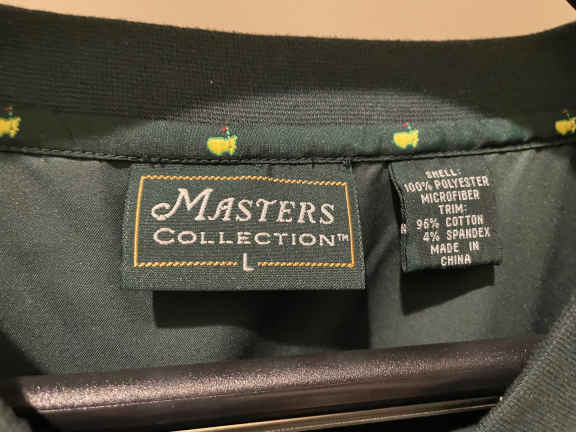 MASTERS
COLLECTION™
L
SHELL:
100% POLYESTER
MICROFIBER
TRIM:
96% COTTON
4% SPANDEX
MADE IN
CHINA